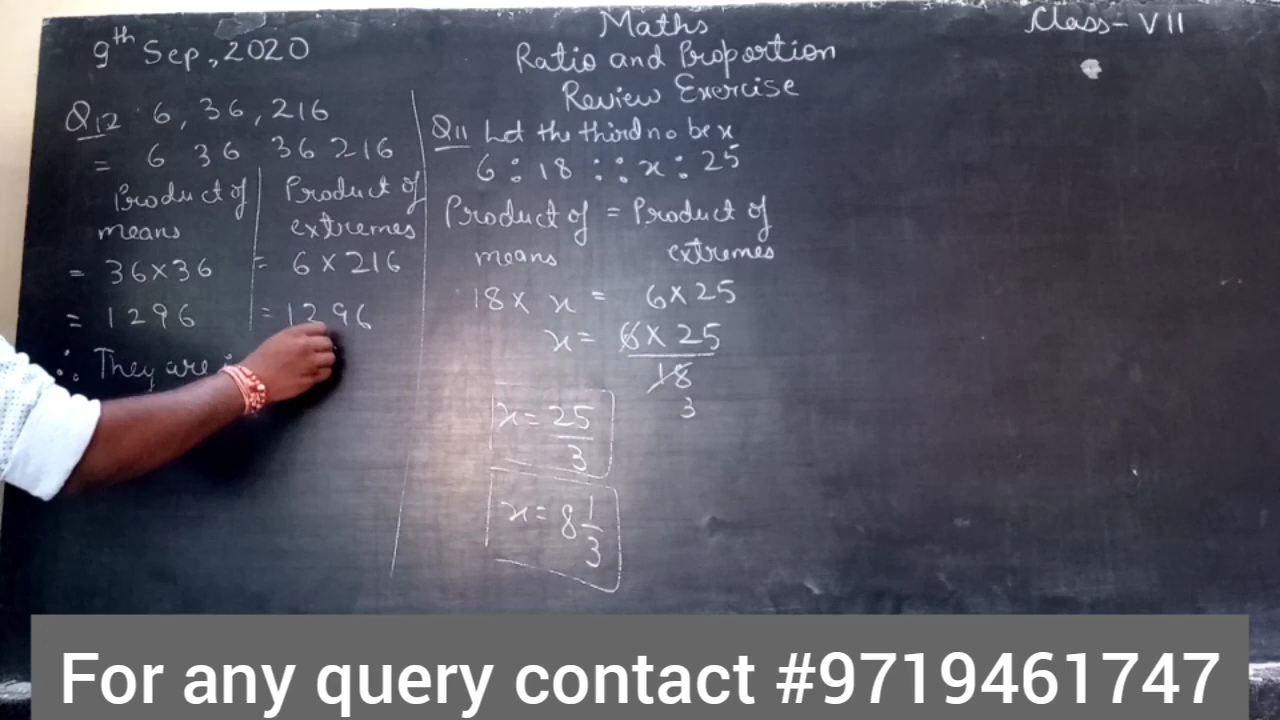 9th Sep, 2020
Maths
Class- VII
Ratio and Proportion
Review Exercise
Q12 6, 36, 216
= 6 36 36 216
Product of means | Product of extremes
= 36 × 36 | = 6 × 216
= 1296 | = 1296
∴ They are
Q11 Let the third no be x
6 : 18 :: x : 25
Product of = Product of
means extremes
18 × x = 6 × 25
x = 6 × 25
18
3
x = 25
3
x = 8 1
3
For any query contact #9719461747